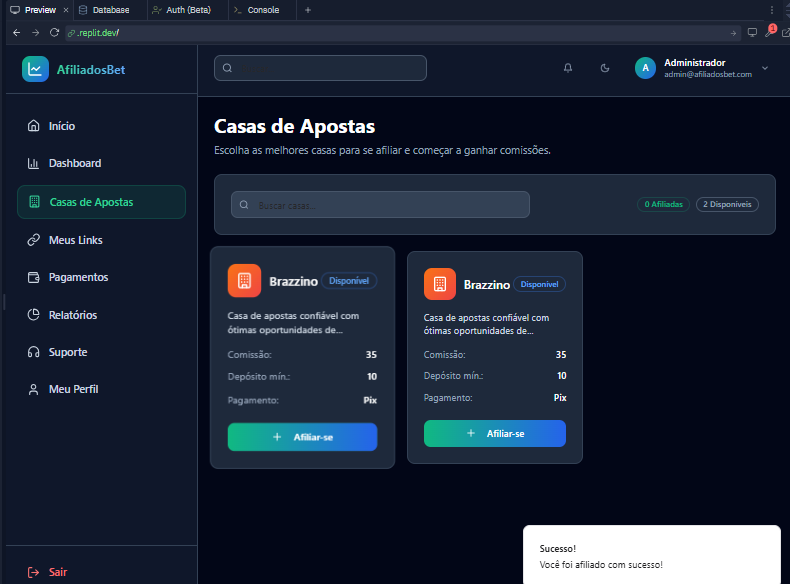 Preview × Database Auth (Beta) Console +
.replit.dev/
1
AfiliadosBet
A
Administrador
admin@afiliadosbet.com
Início
Dashboard
Casas de Apostas
Meus Links
Pagamentos
Relatórios
Suporte
Meu Perfil
Sair
Casas de Apostas
Escolha as melhores casas para se afiliar e começar a ganhar comissões.
Buscar casas...
0 Afiliadas
2 Disponíveis
Brazzino Disponível
Casa de apostas confiável com
ótimas oportunidades de...
Comissão: 35
Depósito mín.: 10
Pagamento: Pix
+ Afiliar-se
Brazzino Disponível
Casa de apostas confiável com
ótimas oportunidades de...
Comissão: 35
Depósito mín.: 10
Pagamento: Pix
+ Afiliar-se
Sucesso!
Você foi afiliado com sucesso!